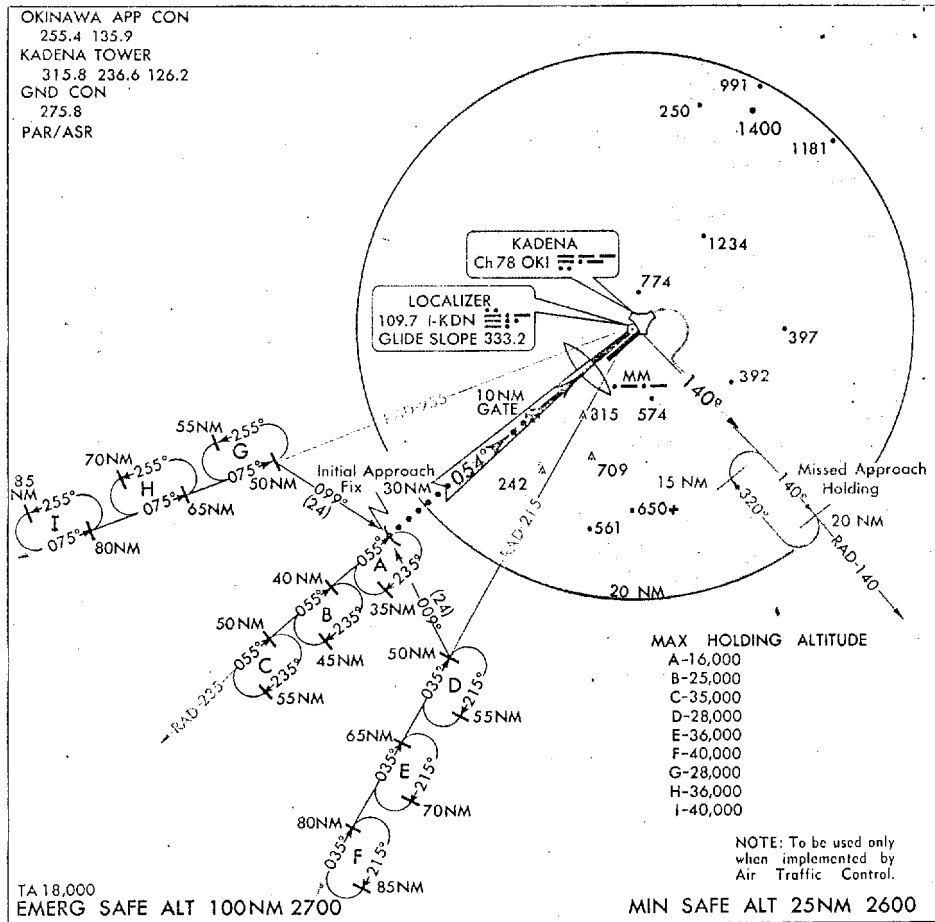 OKINAWA APP CON
255.4 135.9
KADENA TOWER
315.8 236.6 126.2
GND CON
275.8
PAR/ASR
991
250
1400
1181
KADENA
Ch 78 OKI
1234
774
LOCALIZER
109.7 I-KDN
GLIDE SLOPE 333.2
397
MM
392
140°
10 NM
GATE
315
574
055°
255°
G
55NM
075°
50NM
70NM
255°
H
075°
65NM
85
NM
255°
I
075°
80NM
Initial Approach
Fix
30NM
054°
242
709
15 NM
Missed Approach
Holding
140°
320°
20 NM
099°
(24)
RAD-215
561
650
RAD-140
055°
A
235°
35NM
20 NM
40 NM
055°
B
235°
45NM
(24)
009°
50NM
055°
C
235°
55NM
RAD-235
50NM
035°
D
215°
55NM
65NM
035°
E
215°
70NM
80NM
035°
F
215°
85NM
MAX HOLDING ALTITUDE
A-16,000
B-25,000
C-35,000
D-28,000
E-36,000
F-40,000
G-28,000
H-36,000
I-40,000
NOTE: To be used only
when implemented by
Air Traffic Control.
TA 18,000
EMERG SAFE ALT 100NM 2700
MIN SAFE ALT 25NM 2600